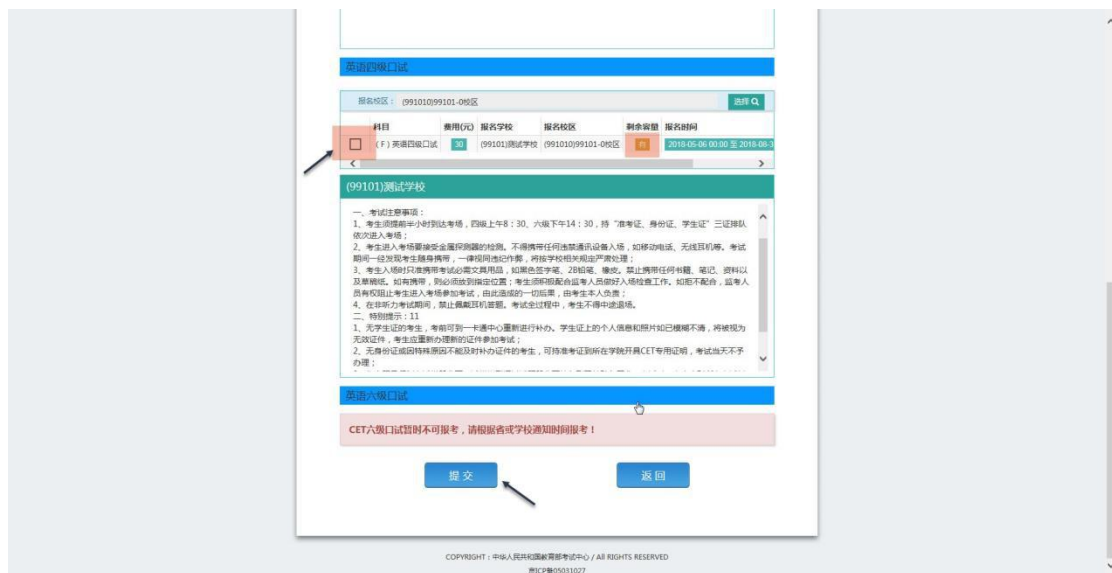 英语四级口试
报名校区： (991010)99101-0校区 选择
科目 费用(元) 报名学校 报名校区 剩余容量 报名时间
( F ) 英语四级口试 30 (99101)测试学校 (991010)99101-0校区 有 2018-05-06 00:00 至 2018-08-3
(99101)测试学校
一、考试注意事项：
1、考生须提前半小时到达考场，四级上午8：30、六级下午14：30，持“准考证、身份证、学生证”三证排队
依次进入考场；
2、考生进入考场要接受金属探测器的检测。不得携带任何违禁通讯设备入场，如移动电话、无线耳机等。考试
期间一经发现考生随身携带，一律视同违纪作弊，将按学校相关规定严肃处理；
3、考生入场时只准携带考试必需文具用品，如黑色签字笔、2B铅笔、橡皮。禁止携带任何书籍、笔记、资料以
及草稿纸。如有携带，则必须放到指定位置；考生须积极配合监考人员做好入场检查工作。如拒不配合，监考人
员有权阻止考生进入考场参加考试，由此造成的一切后果，由考生本人负责；
4、在非听力考试期间，禁止佩戴耳机答题。考试全过程中，考生不得中途退场。
二、特别提示：11
1、无学生证的考生，考前可到一卡通中心重新进行补办。学生证上的个人信息和照片如已模糊不清，将被视为
无效证件，考生应重新办理新的证件参加考试；
2、无身份证或因特殊原因不能及时补办证件的考生，可持准考证到所在学院开具CET专用证明，考试当天不予
办理；
英语六级口试
CET六级口试暂时不可报考，请根据省或学校通知时间报考！
提 交 返 回
COPYRIGHT：中华人民共和国教育部考试中心 / All RIGHTS RESERVED
京ICP备05031027